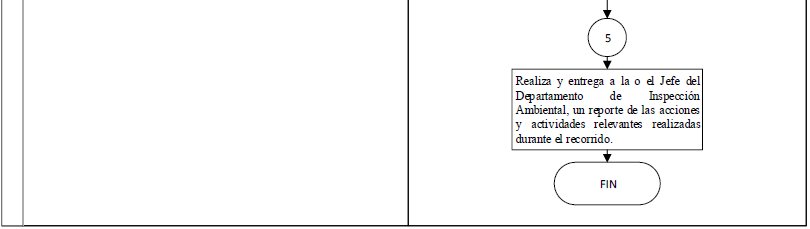 5
Realiza y entrega a la o el Jefe del
Departamento de Inspección
Ambiental, un reporte de las acciones
y actividades relevantes realizadas
durante el recorrido.
FIN